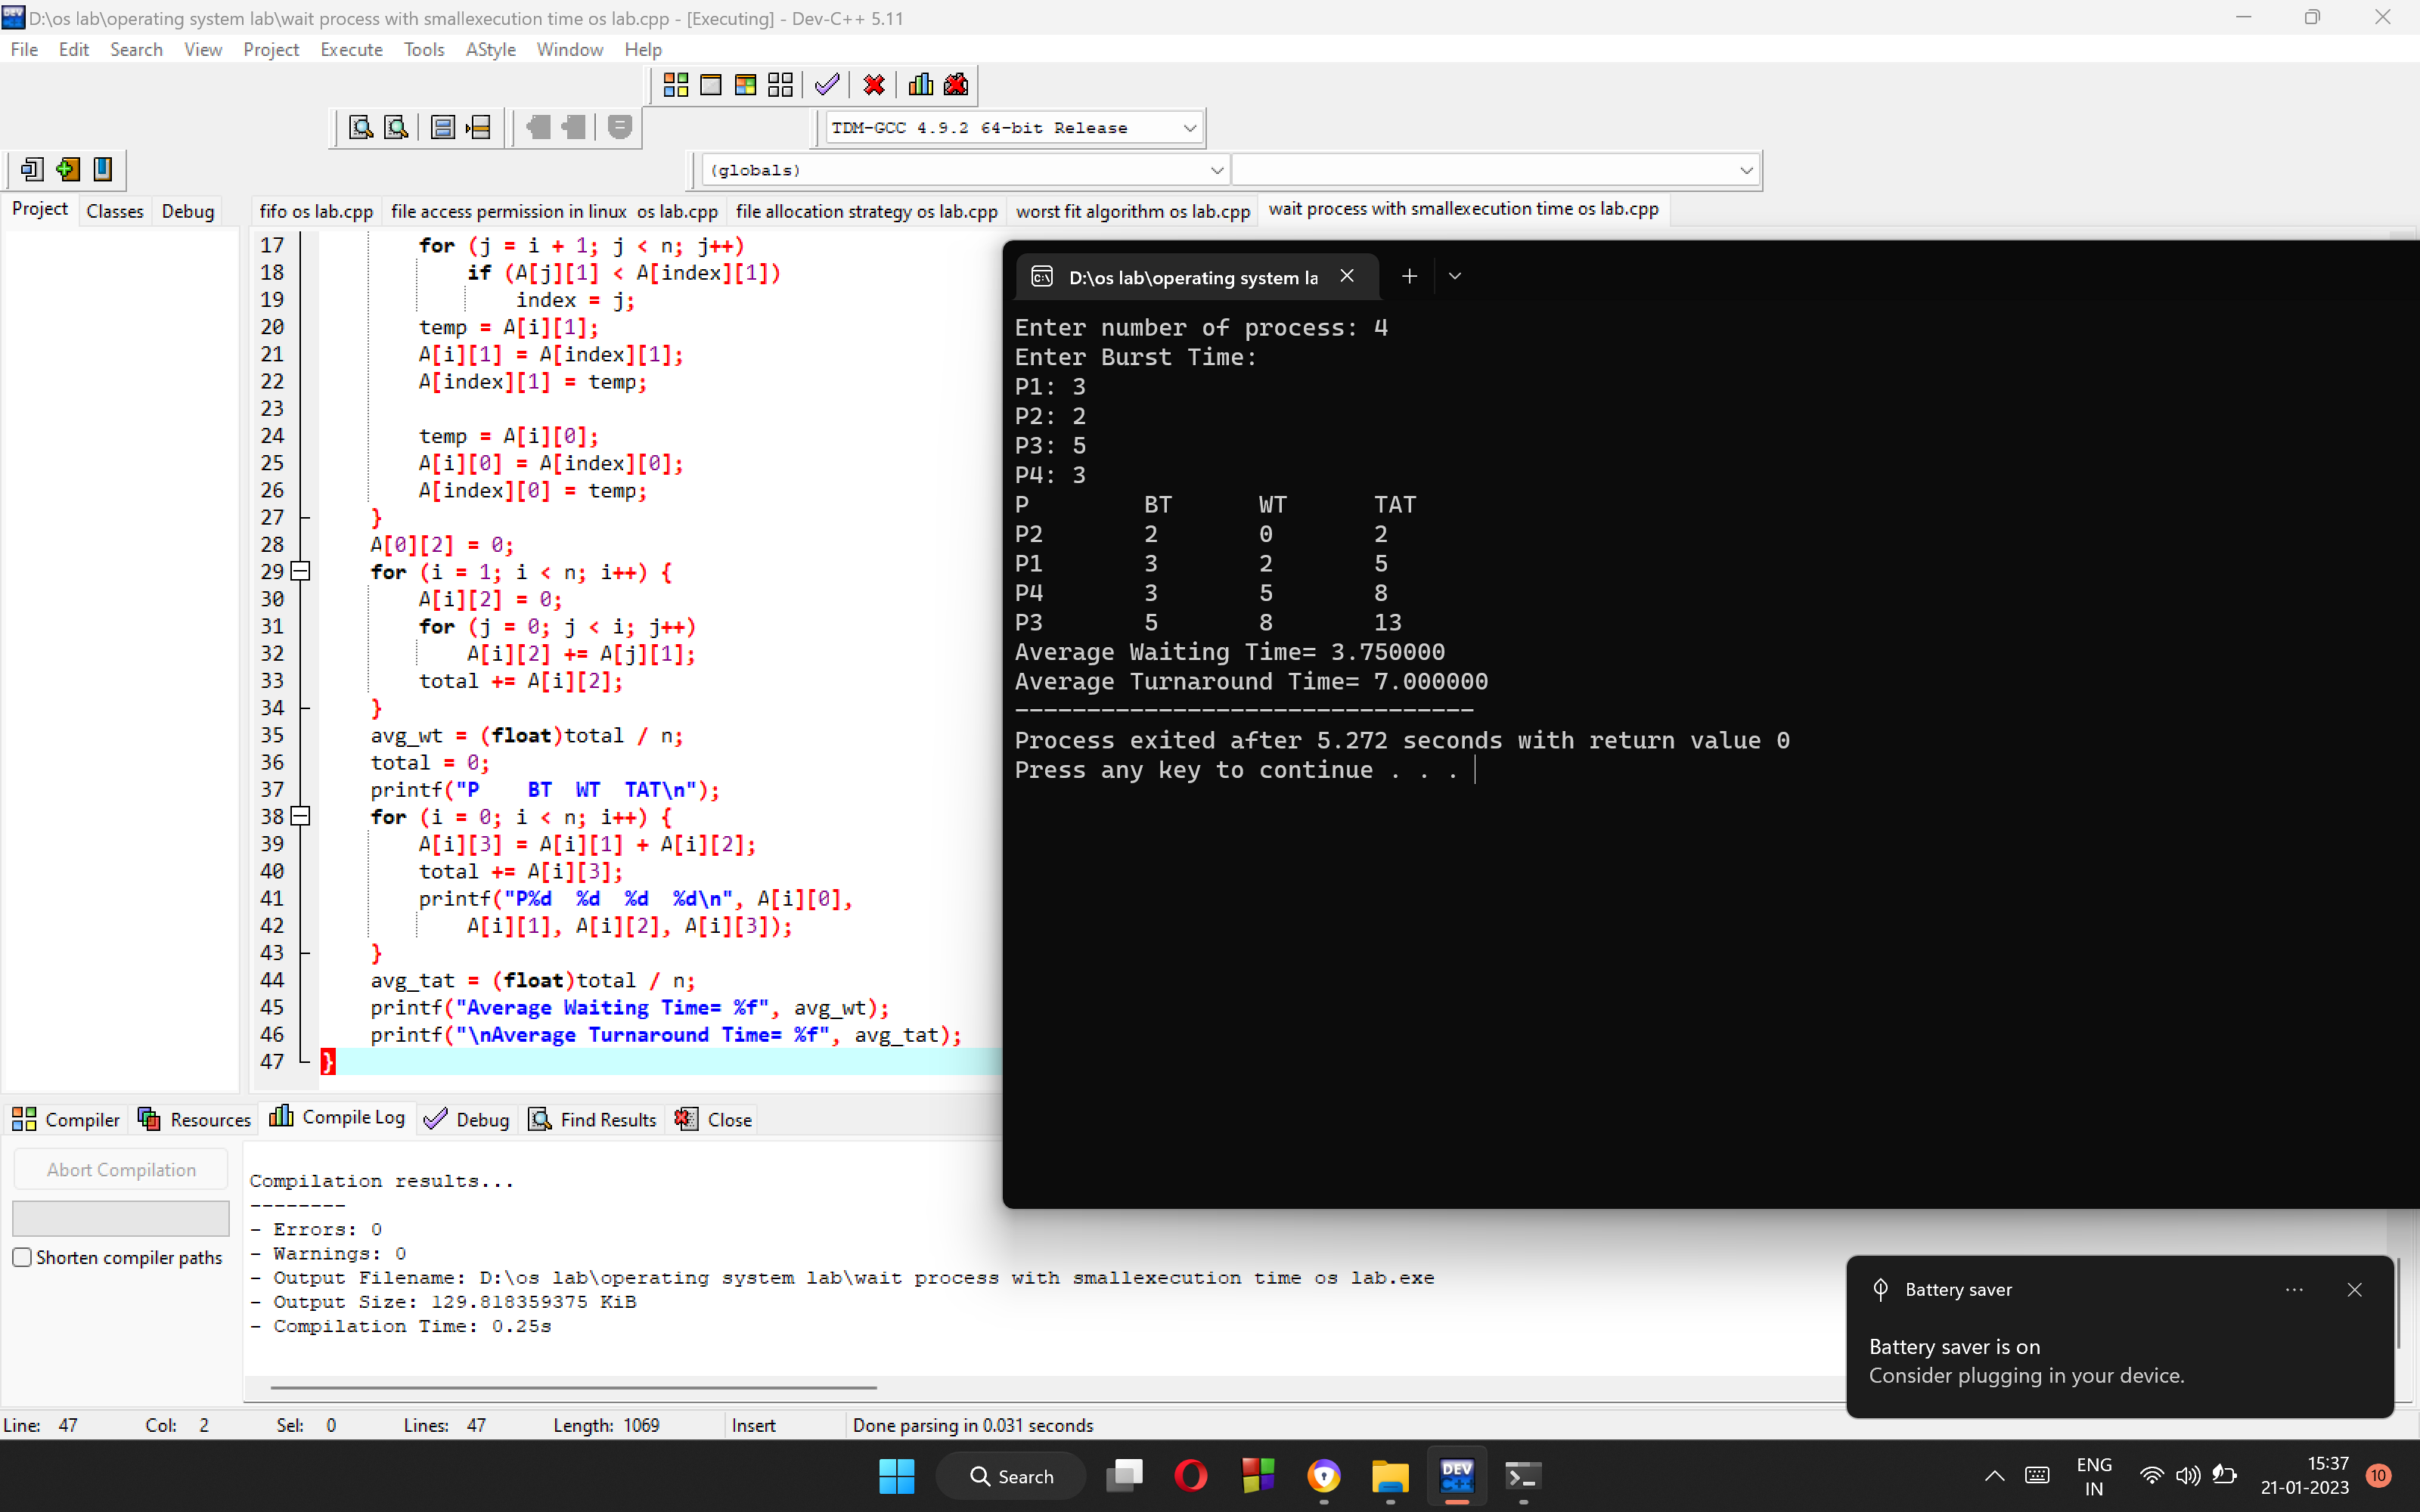 D:\os lab\operating system lab\wait process with smallexecution time os lab.cpp - [Executing] - Dev-C++ 5.11
File Edit Search View Project Execute Tools AStyle Window Help
TDM-GCC 4.9.2 64-bit Release
(globals)
Project Classes Debug
fifo os lab.cpp file access permission in linux os lab.cpp file allocation strategy os lab.cpp worst fit algorithm os lab.cpp wait process with smallexecution time os lab.cpp
17 for (j = i + 1; j < n; j++)
18 if (A[j][1] < A[index][1])
19 index = j;
20 temp = A[i][1];
21 A[i][1] = A[index][1];
22 A[index][1] = temp;
23
24 temp = A[i][0];
25 A[i][0] = A[index][0];
26 A[index][0] = temp;
27 }
28 A[0][2] = 0;
29 for (i = 1; i < n; i++) {
30 A[i][2] = 0;
31 for (j = 0; j < i; j++)
32 A[i][2] += A[j][1];
33 total += A[i][2];
34 }
35 avg_wt = (float)total / n;
36 total = 0;
37 printf("P    BT  WT  TAT\n");
38 for (i = 0; i < n; i++) {
39 A[i][3] = A[i][1] + A[i][2];
40 total += A[i][3];
41 printf("P%d  %d  %d  %d\n", A[i][0],
42 A[i][1], A[i][2], A[i][3]);
43 }
44 avg_tat = (float)total / n;
45 printf("Average Waiting Time= %f", avg_wt);
46 printf("\nAverage Turnaround Time= %f", avg_tat);
47 }
D:\os lab\operating system la
Enter number of process: 4
Enter Burst Time:
P1: 3
P2: 2
P3: 5
P4: 3
P BT WT TAT
P2 2 0 2
P1 3 2 5
P4 3 5 8
P3 5 8 13
Average Waiting Time= 3.750000
Average Turnaround Time= 7.000000
--------------------------------
Process exited after 5.272 seconds with return value 0
Press any key to continue . . .
Compiler Resources Compile Log Debug Find Results Close
Abort Compilation
Shorten compiler paths
Compilation results...
--------
- Errors: 0
- Warnings: 0
- Output Filename: D:\os lab\operating system lab\wait process with smallexecution time os lab.exe
- Output Size: 129.818359375 KiB
- Compilation Time: 0.25s
Battery saver
Battery saver is on
Consider plugging in your device.
Line: 47 Col: 2 Sel: 0 Lines: 47 Length: 1069 Insert Done parsing in 0.031 seconds
Search
DEV C++
ENG
IN
15:37
21-01-2023
10